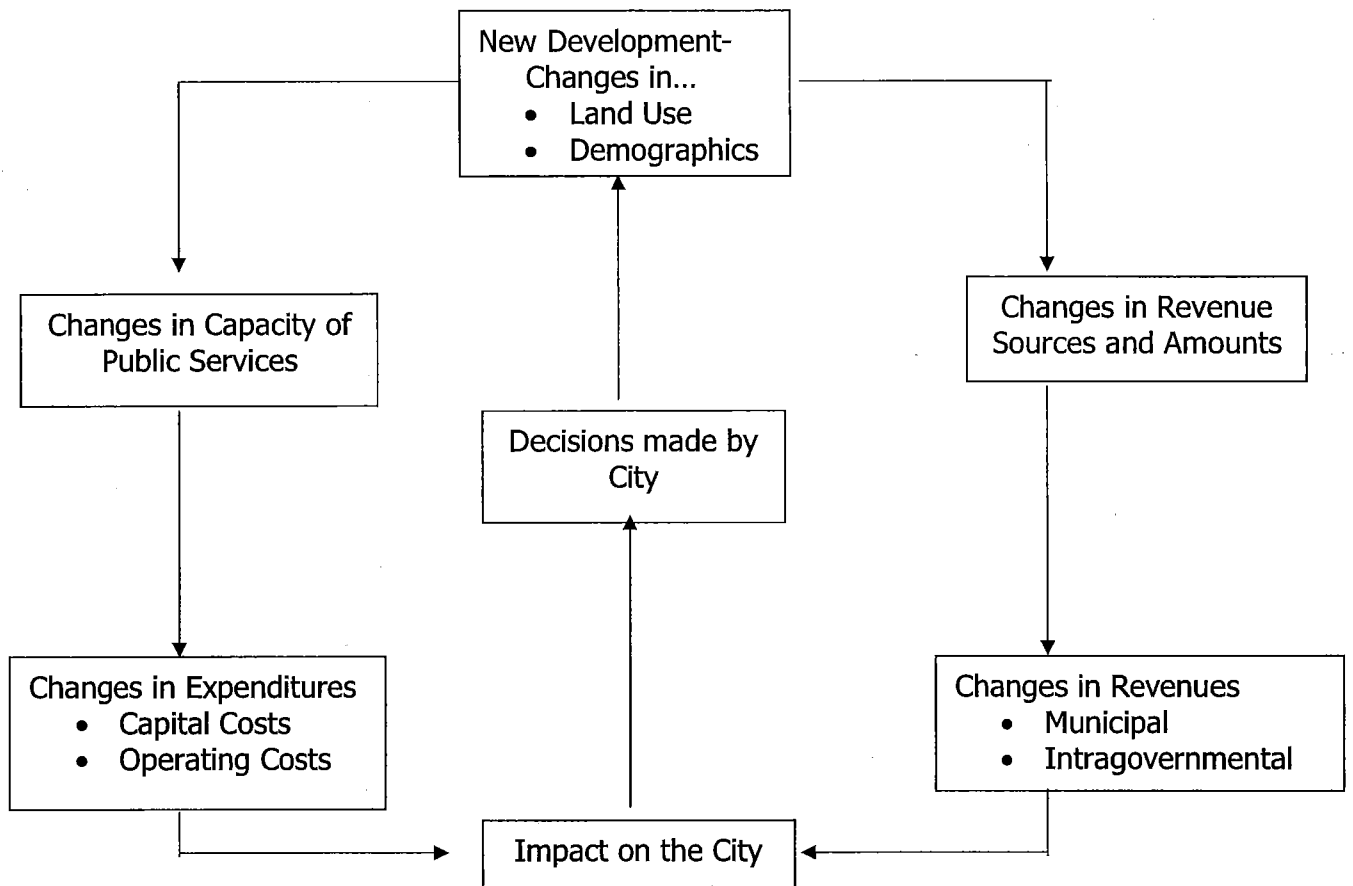 New Development-
Changes in...
• Land Use
• Demographics
Changes in Capacity of
Public Services
Changes in Revenue
Sources and Amounts
Decisions made by
City
Changes in Expenditures
• Capital Costs
• Operating Costs
Changes in Revenues
• Municipal
• Intragovernmental
Impact on the City